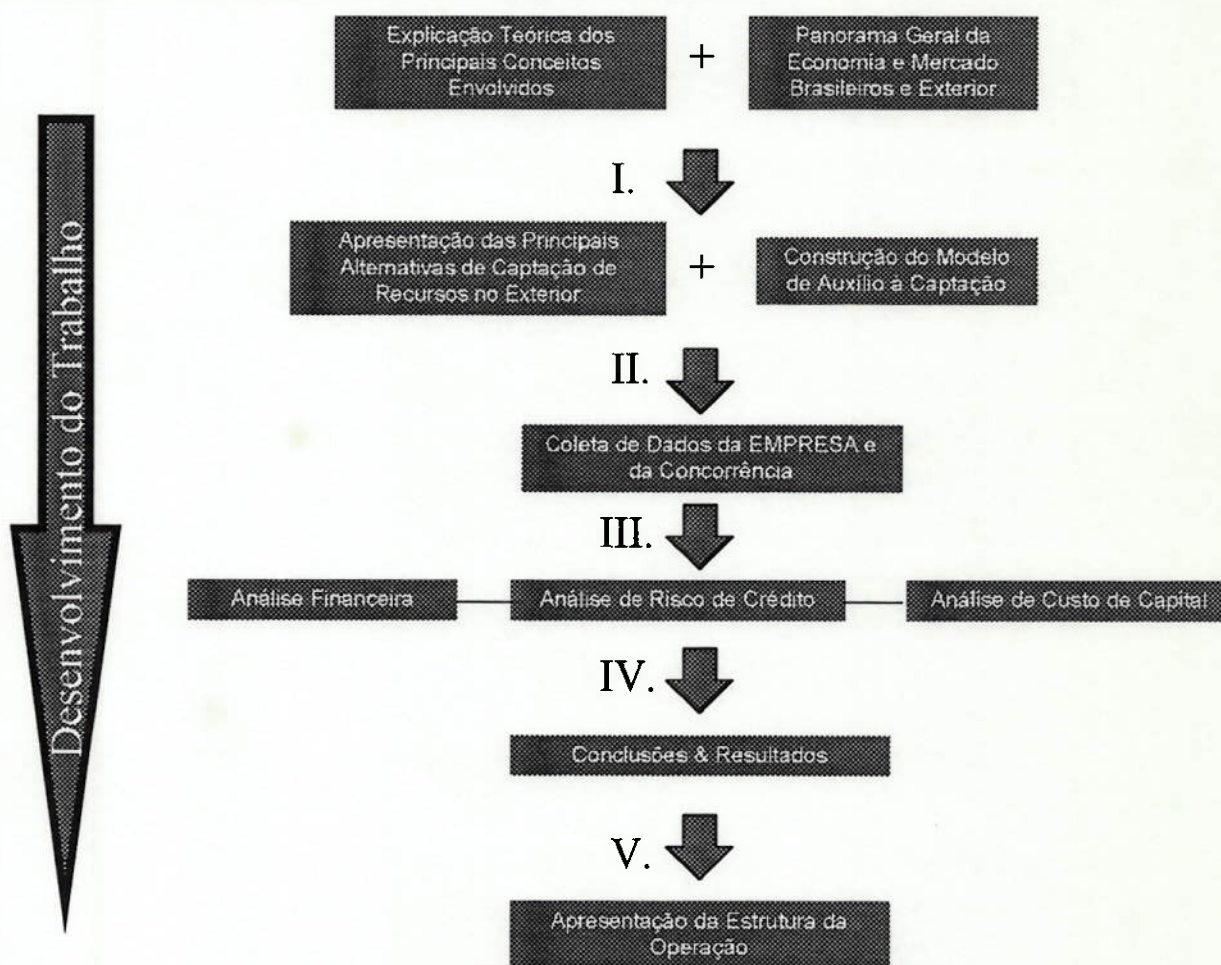 Explicação Teórica dos
Principais Conceitos
Envolvidos
+
Panorama Geral da
Economia e Mercado
Brasileiros e Exterior
Desenvolvimento do Trabalho
I.
Apresentação das Principais
Alternativas de Captação de
Recursos no Exterior
+
Construção do Modelo
de Auxílio à Captação
II.
Coleta de Dados da EMPRESA e
da Concorrência
III.
Análise Financeira
Análise de Risco de Crédito
Análise de Custo de Capital
IV.
Conclusões & Resultados
V.
Apresentação da Estrutura da
Operação